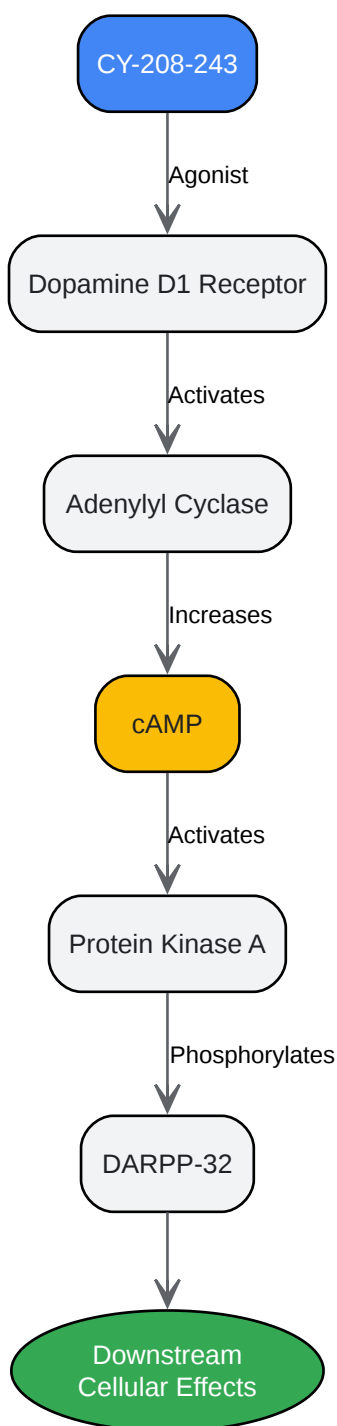 CY-208-243
Agonist
Dopamine D1 Receptor
Activates
Adenylyl Cyclase
Increases
cAMP
Activates
Protein Kinase A
Phosphorylates
DARPP-32
Downstream
Cellular Effects